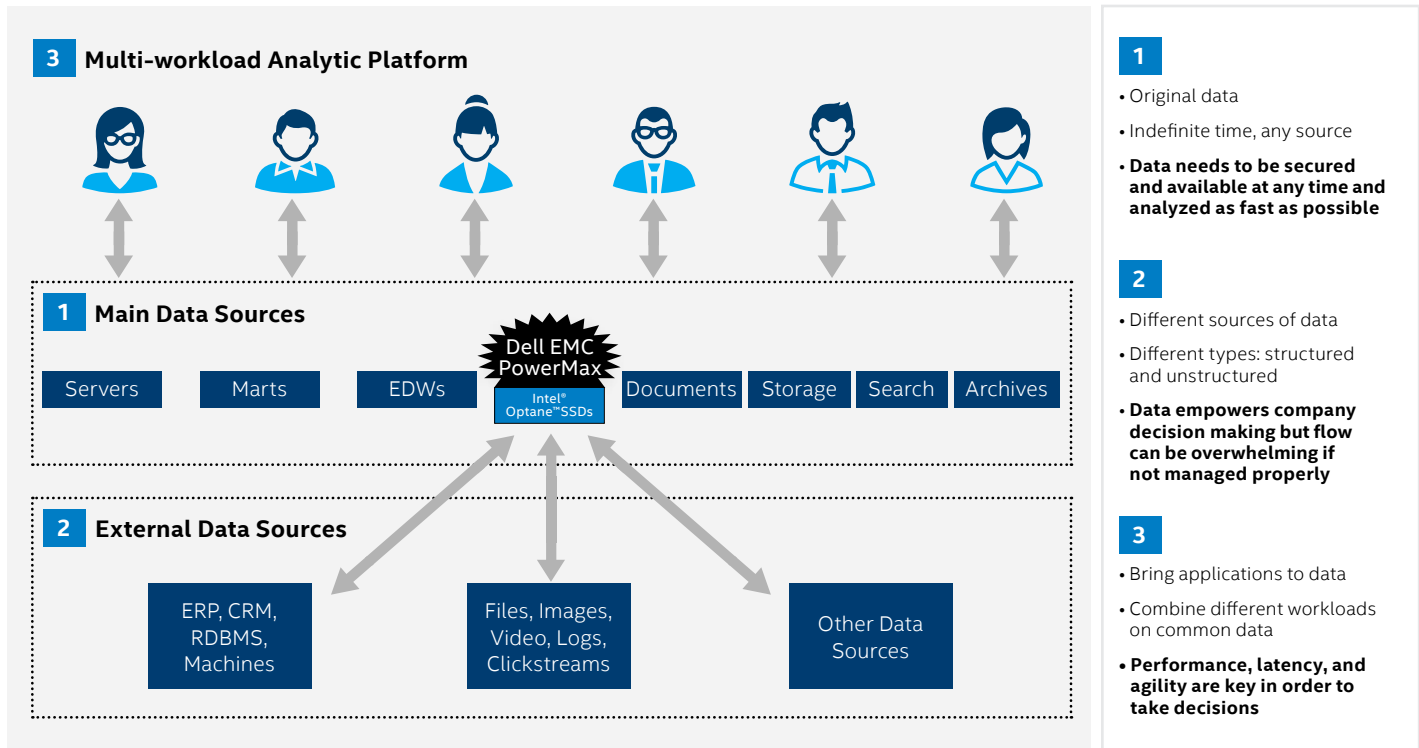 3 Multi-workload Analytic Platform
1 Main Data Sources
Dell EMC
PowerMax
Intel®
Optane™SSDs
Servers
Marts
EDWs
Documents
Storage
Search
Archives
2 External Data Sources
ERP, CRM,
RDBMS,
Machines
Files, Images,
Video, Logs,
Clickstreams
Other Data
Sources
1
• Original data
• Indefinite time, any source
• Data needs to be secured
and available at any time and
analyzed as fast as possible
2
• Different sources of data
• Different types: structured
and unstructured
• Data empowers company
decision making but flow
can be overwhelming if
not managed properly
3
• Bring applications to data
• Combine different workloads
on common data
• Performance, latency, and
agility are key in order to
take decisions